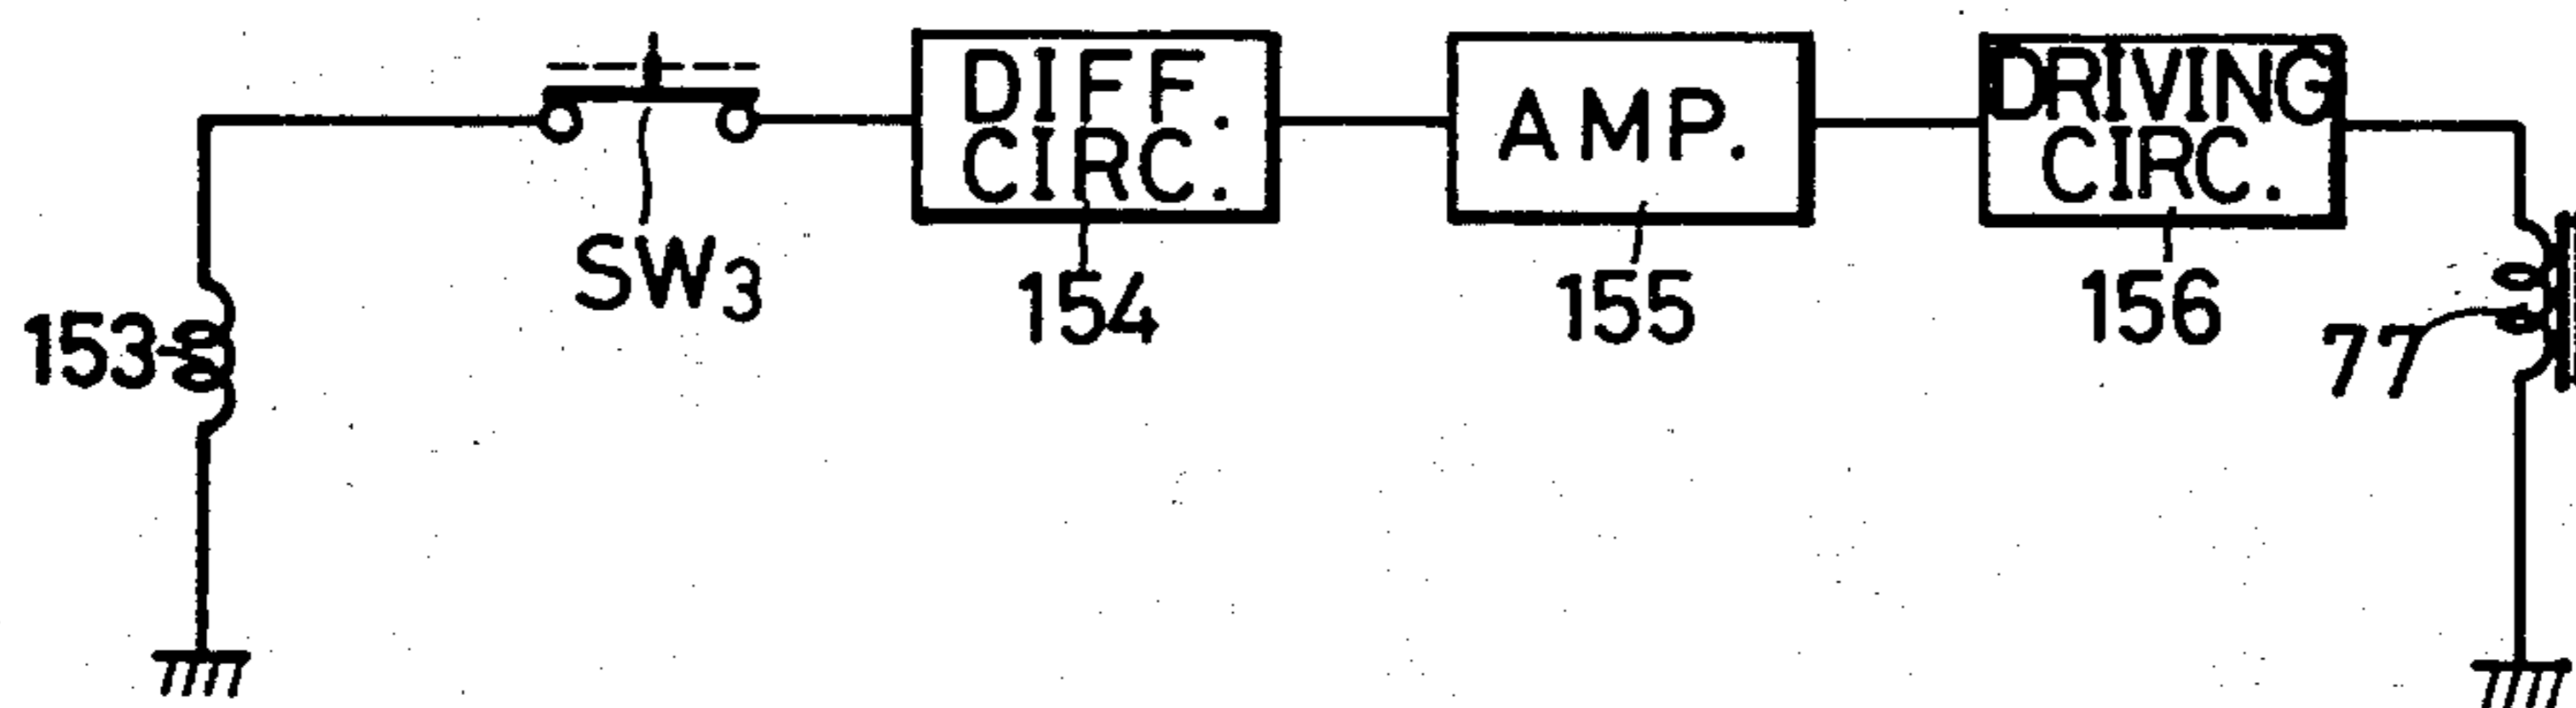 DIFF.
CIRC.
AMP.
DRIVING
CIRC.
SW3
153
154
155
156
77